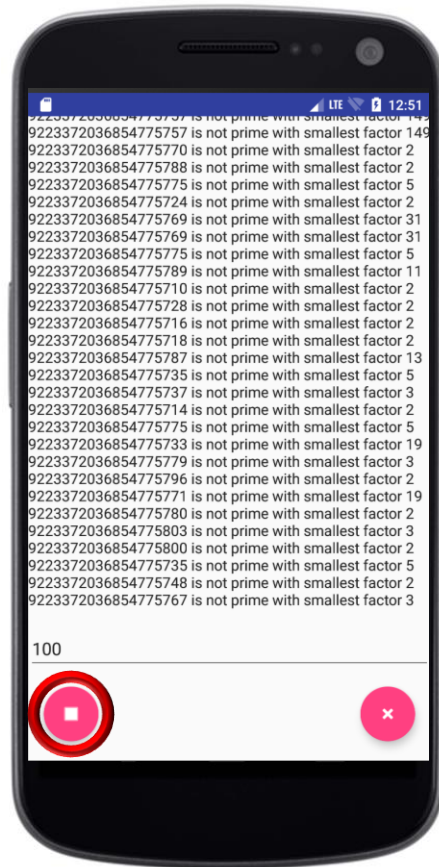 LTE 12:51
9223372036854775757 is not prime with smallest factor 149
9223372036854775757 is not prime with smallest factor 149
9223372036854775770 is not prime with smallest factor 2
9223372036854775788 is not prime with smallest factor 2
9223372036854775775 is not prime with smallest factor 5
9223372036854775724 is not prime with smallest factor 2
9223372036854775769 is not prime with smallest factor 31
9223372036854775769 is not prime with smallest factor 31
9223372036854775775 is not prime with smallest factor 5
9223372036854775789 is not prime with smallest factor 11
9223372036854775710 is not prime with smallest factor 2
9223372036854775728 is not prime with smallest factor 2
9223372036854775716 is not prime with smallest factor 2
9223372036854775718 is not prime with smallest factor 2
9223372036854775787 is not prime with smallest factor 13
9223372036854775735 is not prime with smallest factor 5
9223372036854775737 is not prime with smallest factor 3
9223372036854775714 is not prime with smallest factor 2
9223372036854775775 is not prime with smallest factor 5
9223372036854775733 is not prime with smallest factor 19
9223372036854775779 is not prime with smallest factor 3
9223372036854775796 is not prime with smallest factor 2
9223372036854775771 is not prime with smallest factor 19
9223372036854775780 is not prime with smallest factor 2
9223372036854775803 is not prime with smallest factor 3
9223372036854775800 is not prime with smallest factor 2
9223372036854775735 is not prime with smallest factor 5
9223372036854775748 is not prime with smallest factor 2
9223372036854775767 is not prime with smallest factor 3
100